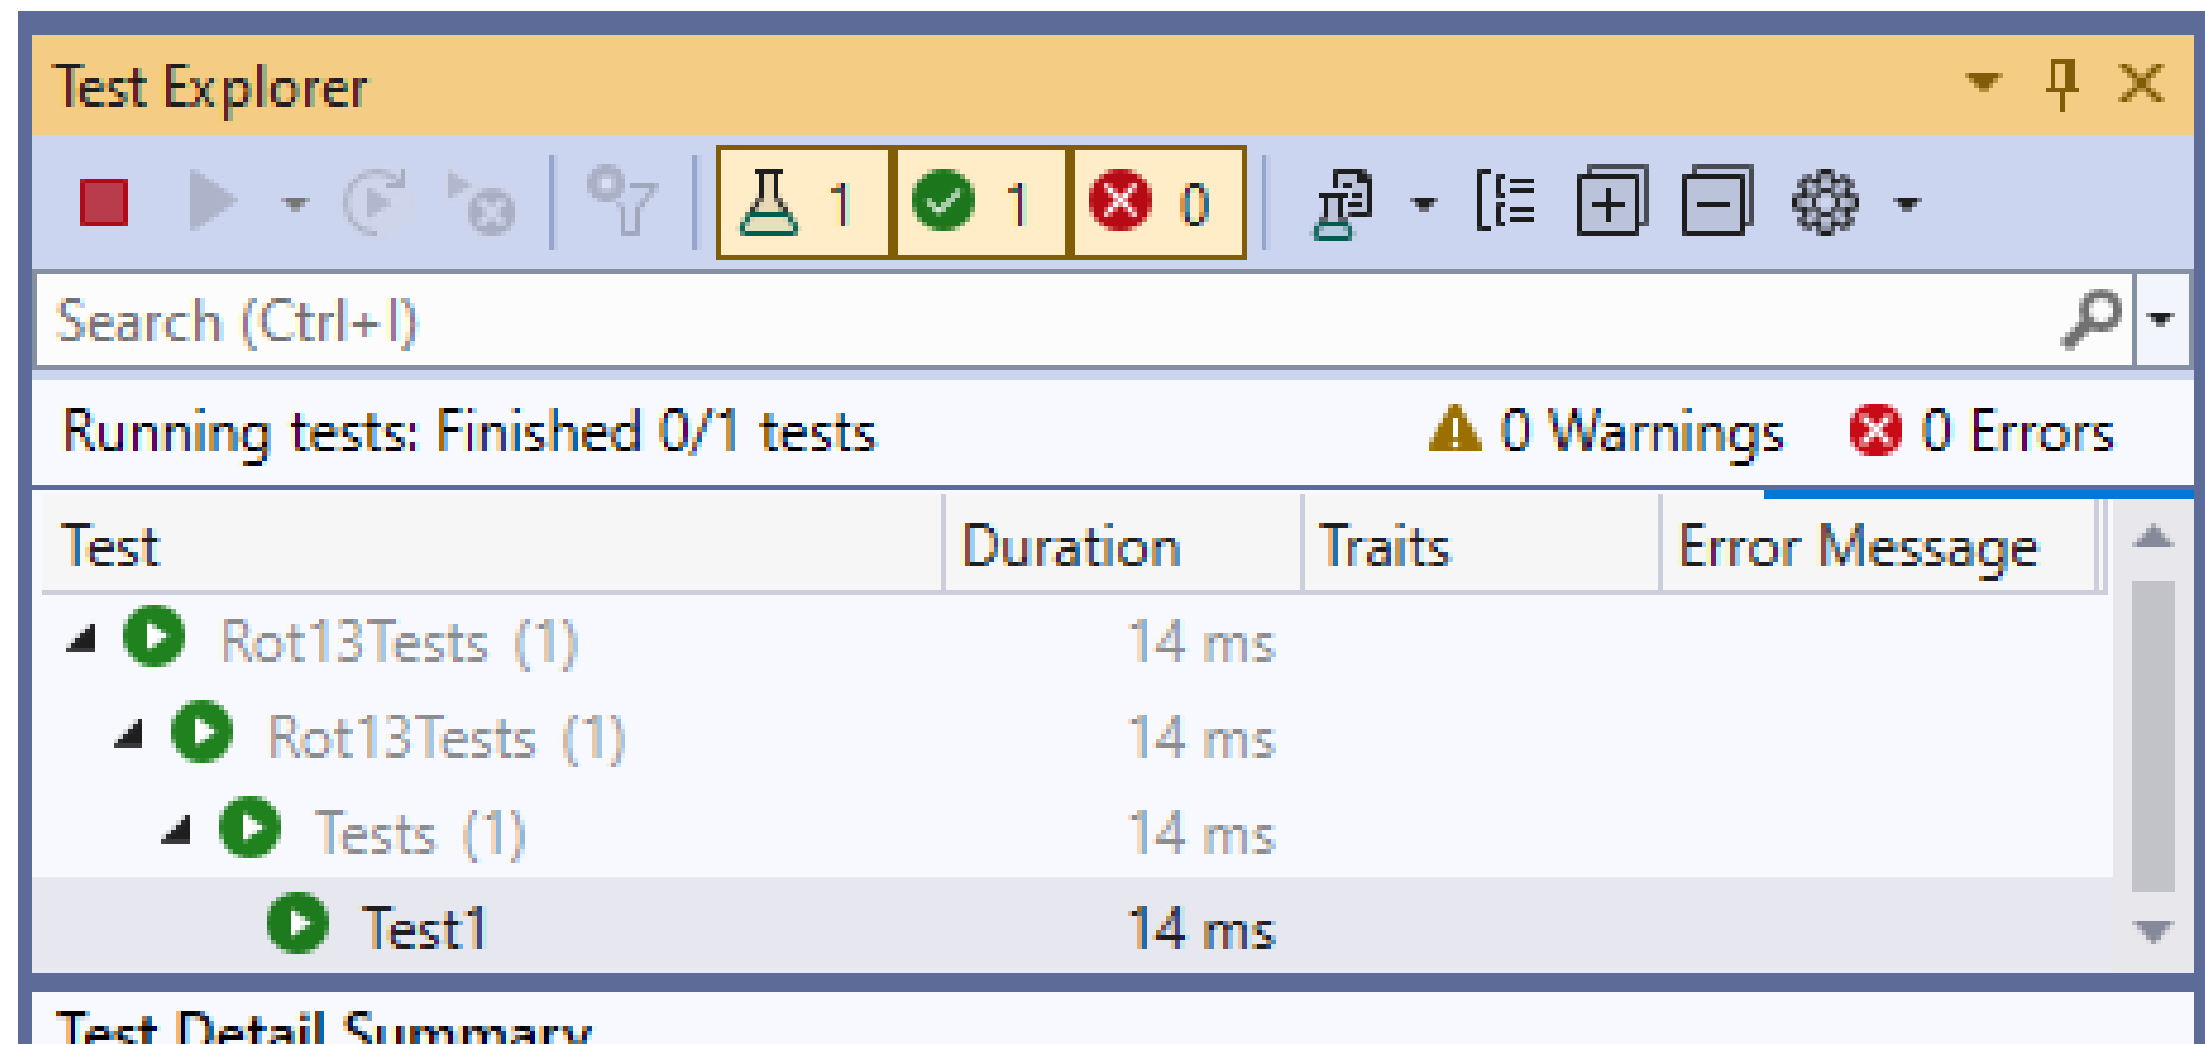 Test Explorer
1 1 0
Search (Ctrl+I)
Running tests: Finished 0/1 tests 0 Warnings 0 Errors
Test Duration Traits Error Message
Rot13Tests (1) 14 ms
Rot13Tests (1) 14 ms
Tests (1) 14 ms
Test1 14 ms
Test Detail Summary